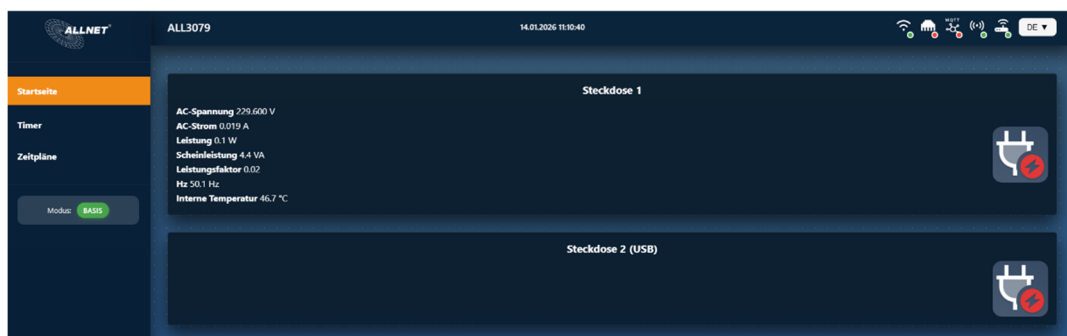 ALLNET
ALL3079
14.01.2026 11:10:40
MQTT
DE ▼
Startseite
Timer
Zeitpläne
Modus: BASIS
Steckdose 1
AC-Spannung 229.600 V
AC-Strom 0.019 A
Leistung 0.1 W
Scheinleistung 4.4 VA
Leistungsfaktor 0.02
Hz 50.1 Hz
Interne Temperatur 46.7 °C
Steckdose 2 (USB)